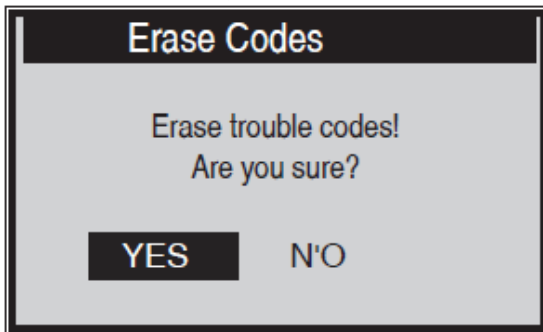 Erase Codes
Erase trouble codes!
Are you sure?
YES N'O